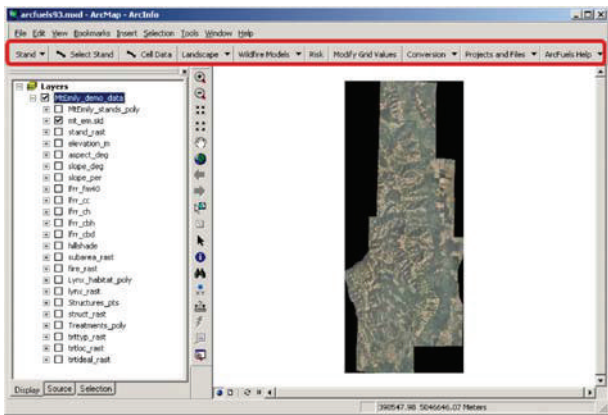 arcfuels93.mxd - ArcMap - ArcInfo
File Edit View Bookmarks Insert Selection Tools Window Help
Stand Select Stand Cell Data Landscape Wildfire Models Risk Modify Grid Values Conversion Projects and Files ArcFuels Help
Layers
MtEmily_demo_data
MtEmily_stands_poly
mt_em.sid
stand_rast
elevation_m
aspect_deg
slope_deg
slope_per
lfrr_fm40
lfrr_cc
lfrr_ch
lfrr_cbh
lfrr_cbd
hillshade
subarea_rast
fire_rast
Lynx_habitat_poly
lynx_rast
Structures_pts
struct_rast
Treatments_poly
trttyp_rast
trtloc_rast
trtideal_rast
Display Source Selection
390547.98 5046646.07 Meters